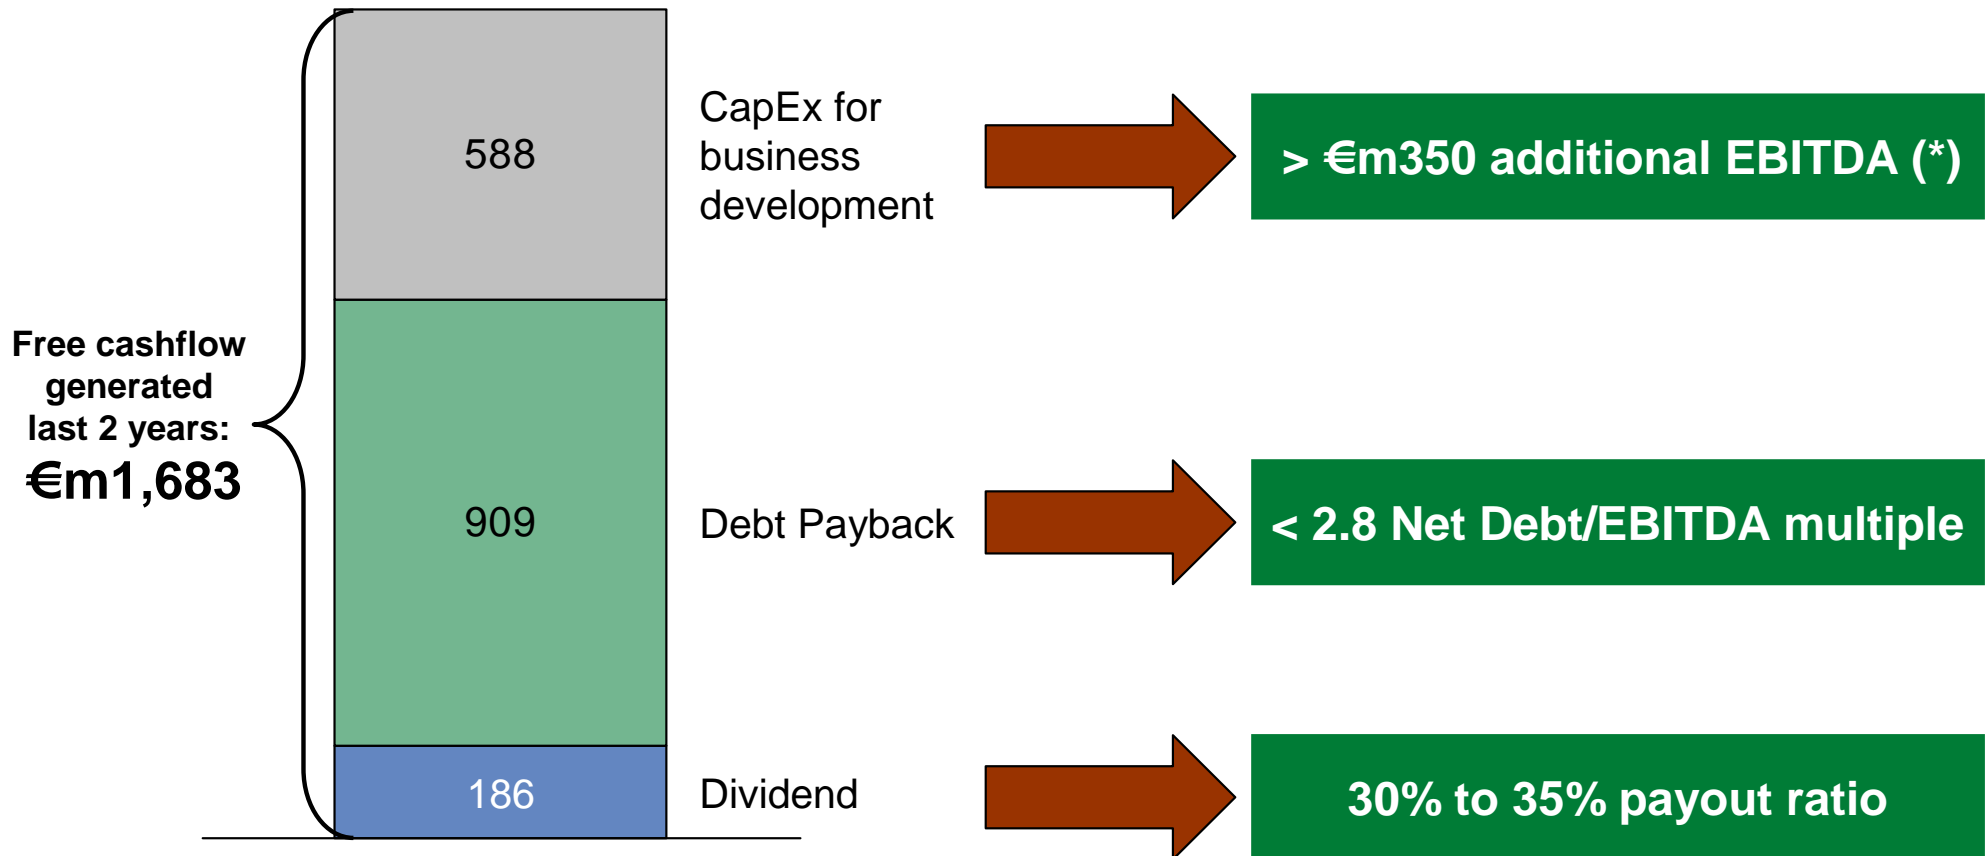 Free cashflow
generated
last 2 years:
€m1,683
588
CapEx for
business
development
> €m350 additional EBITDA (*)
909
Debt Payback
< 2.8 Net Debt/EBITDA multiple
186
Dividend
30% to 35% payout ratio